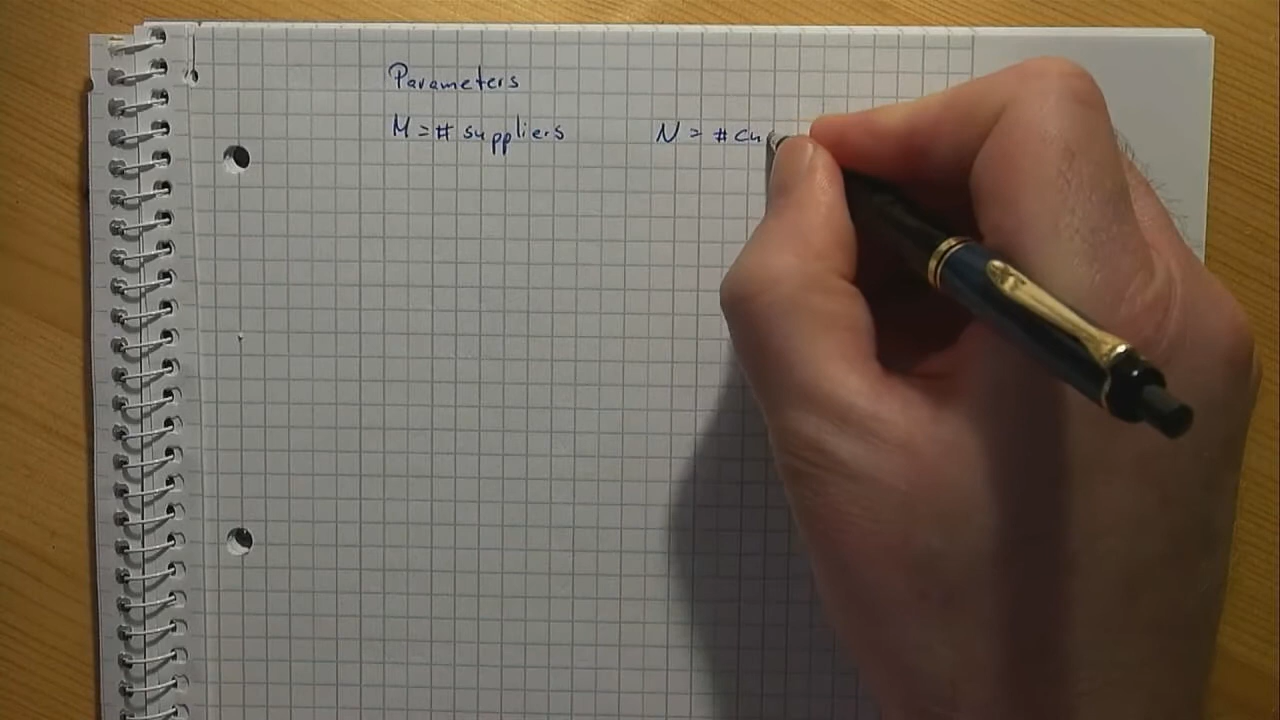 Parameters
M = # suppliers N = # cu